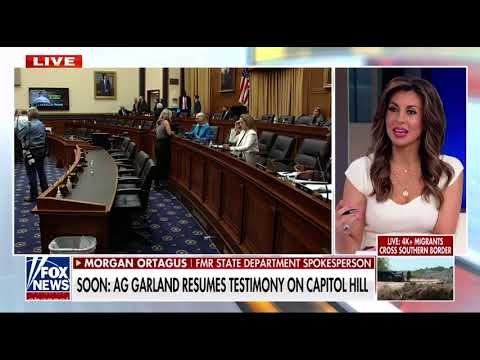 LIVE
LIVE: 4K+ MIGRANTS
CROSS SOUTHERN BORDER
MORGAN ORTAGUS | FMR STATE DEPARTMENT SPOKESPERSON
SOON: AG GARLAND RESUMES TESTIMONY ON CAPITOL HILL
FOX
NEWS
channel